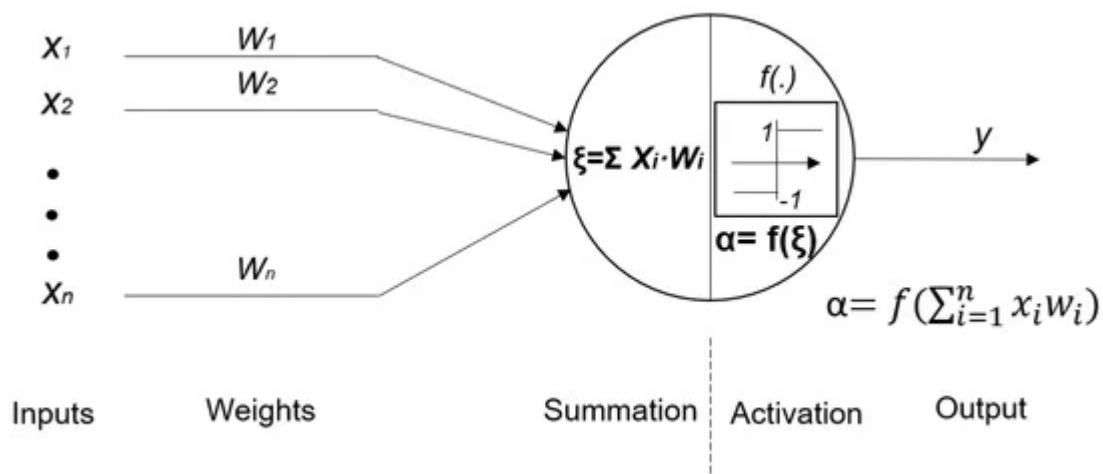 x1
W1
x2
W2
xn
Wn
ξ=Σ Xi·Wi
f(.)
1
-1
α= f(ξ)
y
α= f(∑ⁿᵢ₌₁ xᵢwᵢ)
Inputs
Weights
Summation
Activation
Output